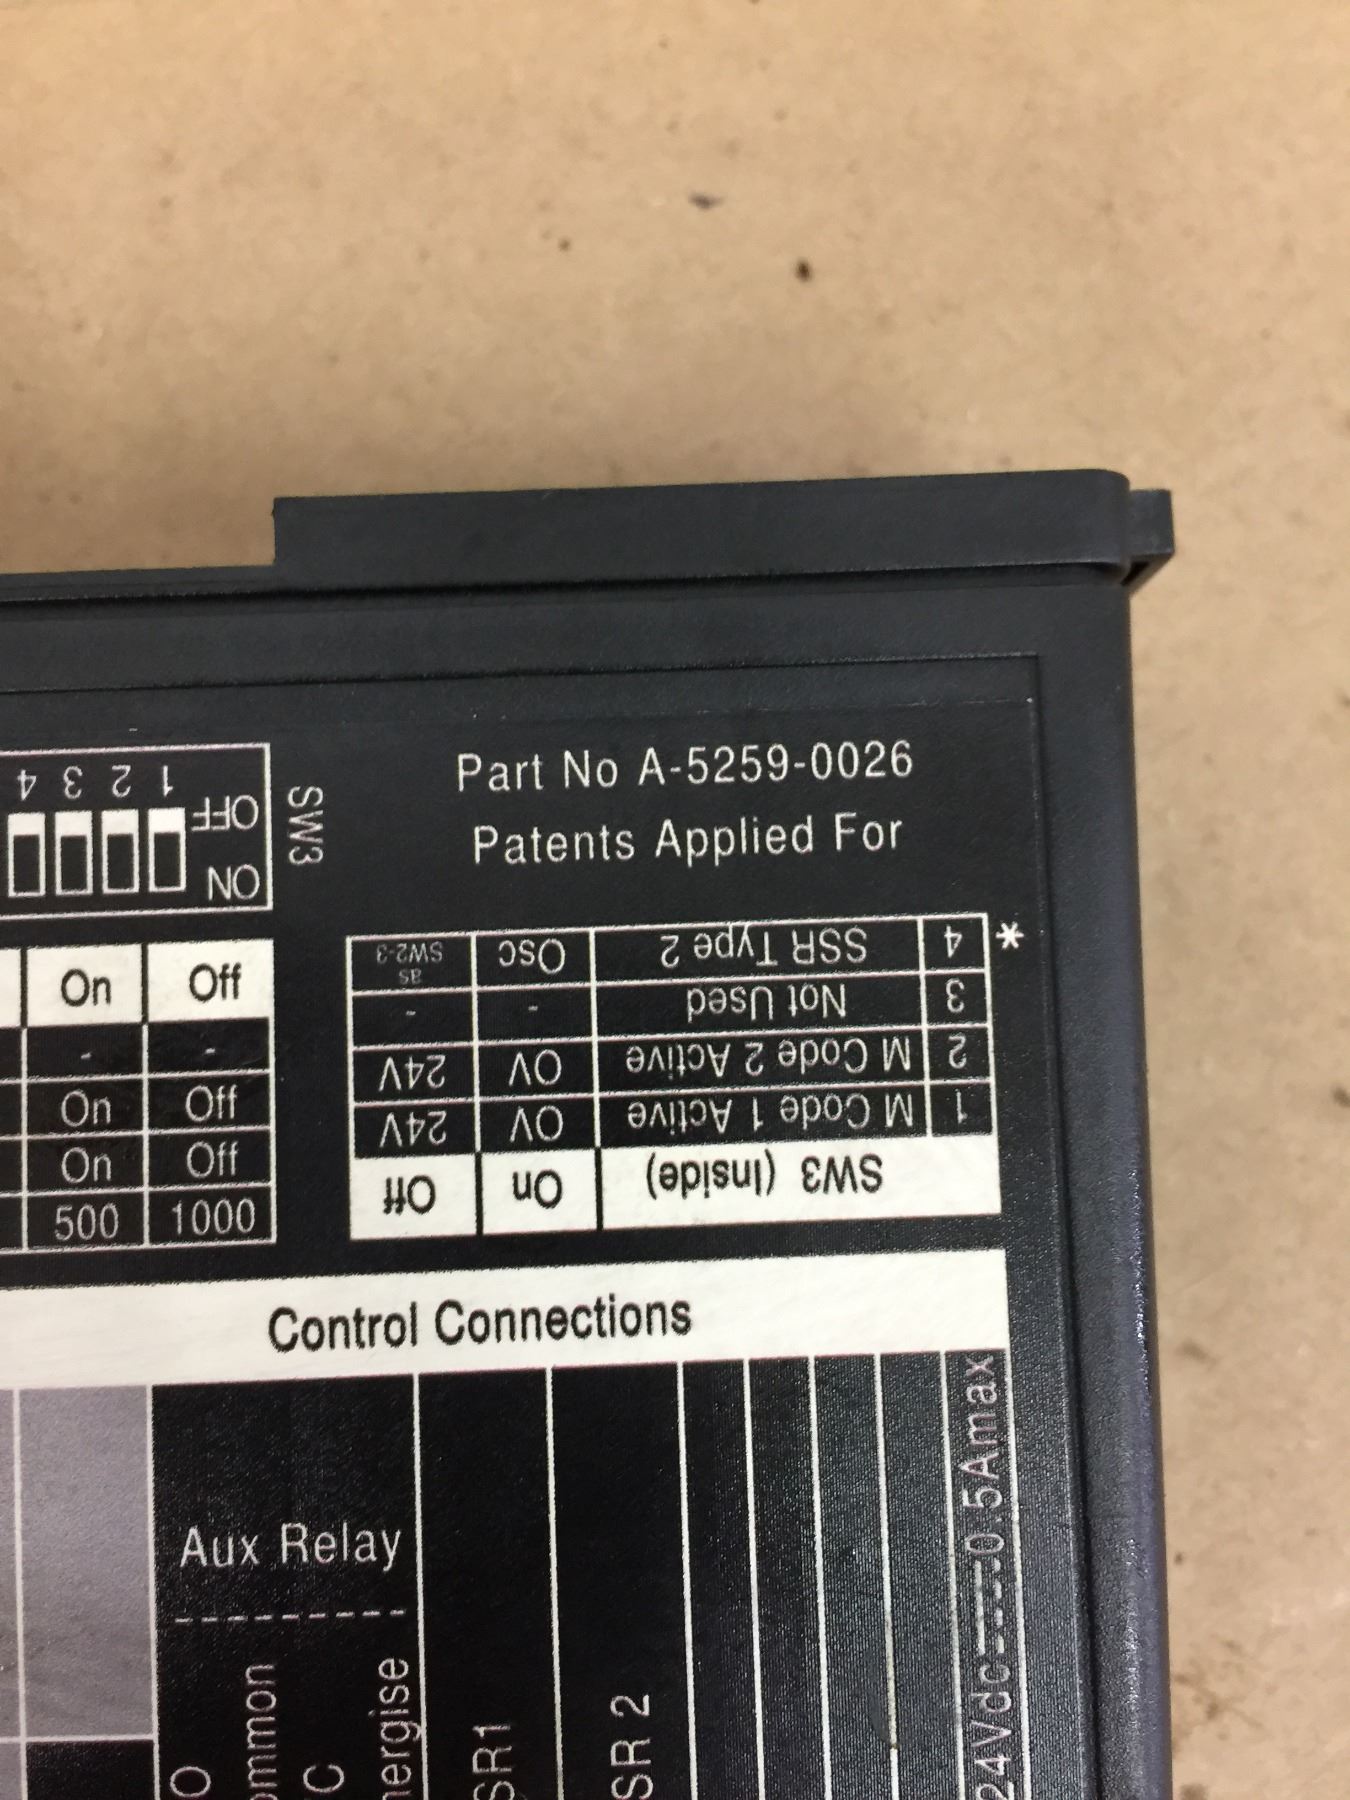 Part No A-5259-0026
Patents Applied For
SW3
ON
OFF
1 2 3 4
On Off
- -
On Off
On Off
500 1000
SW3 (Inside) On Off
1 M Code 1 Active 0V 24V
2 M Code 2 Active 0V 24V
3 Not Used - -
4 SSR Type 2 Osc as SW2-3
*
Control Connections
Aux Relay
---------
O
ommon
C
nergise
SR1
SR 2
24Vdc 0.5Amax